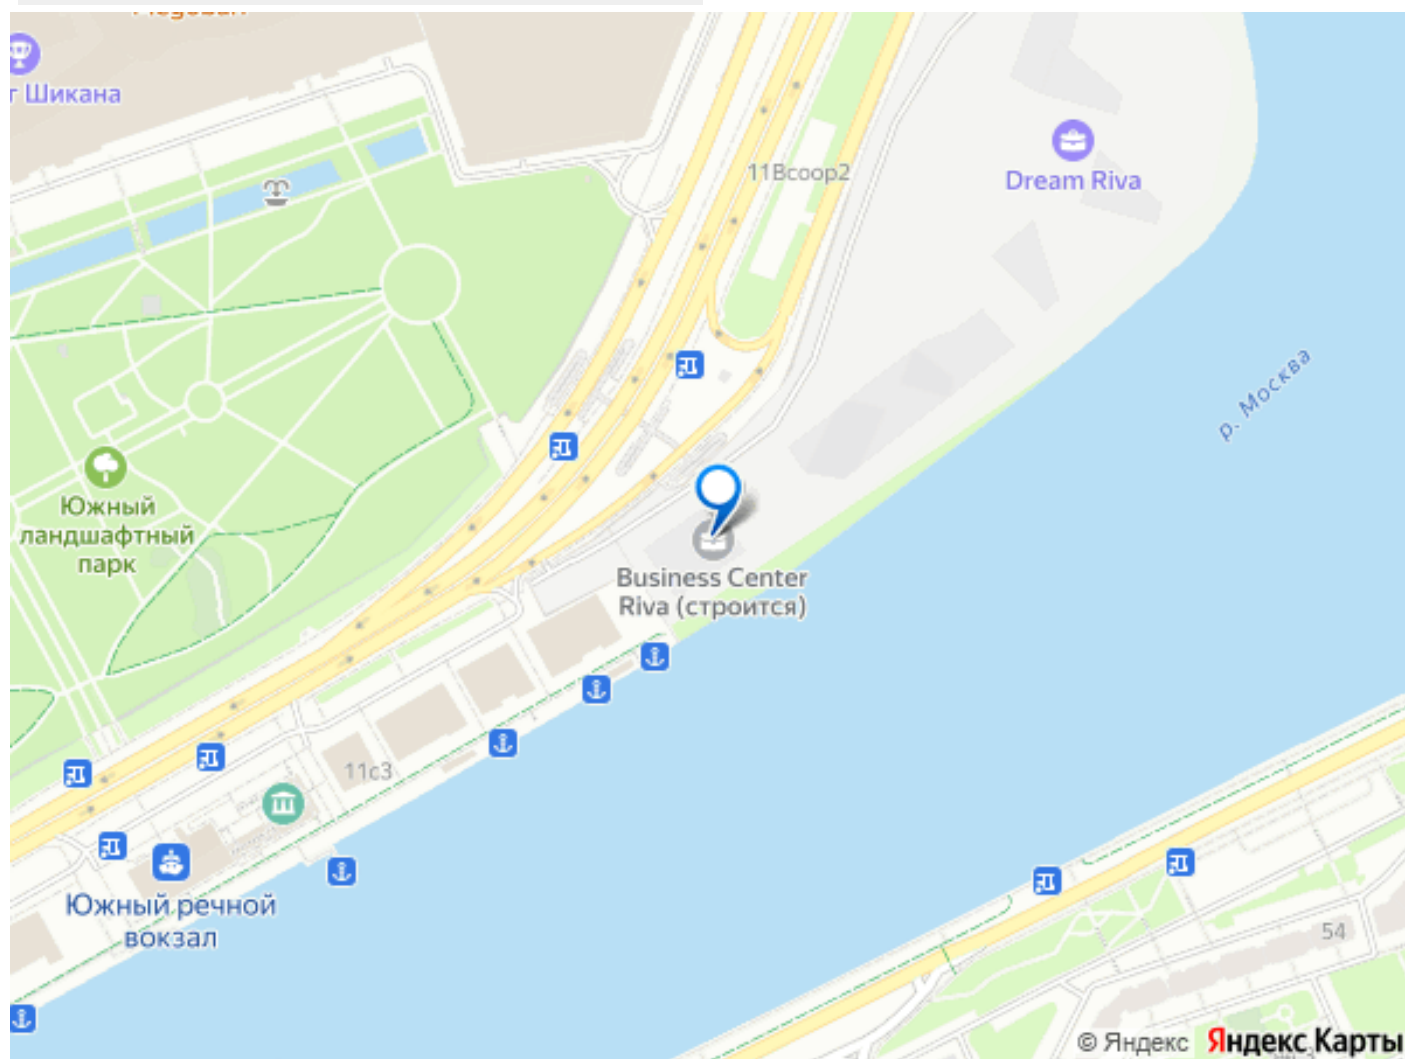 г Шикана
11Всоор2
Dream Riva
р. Москва
Южный
ландшафтный
парк
Business Center
Riva (строится)
11с3
Южный речной
вокзал
54
© Яндекс Яндекс Карты